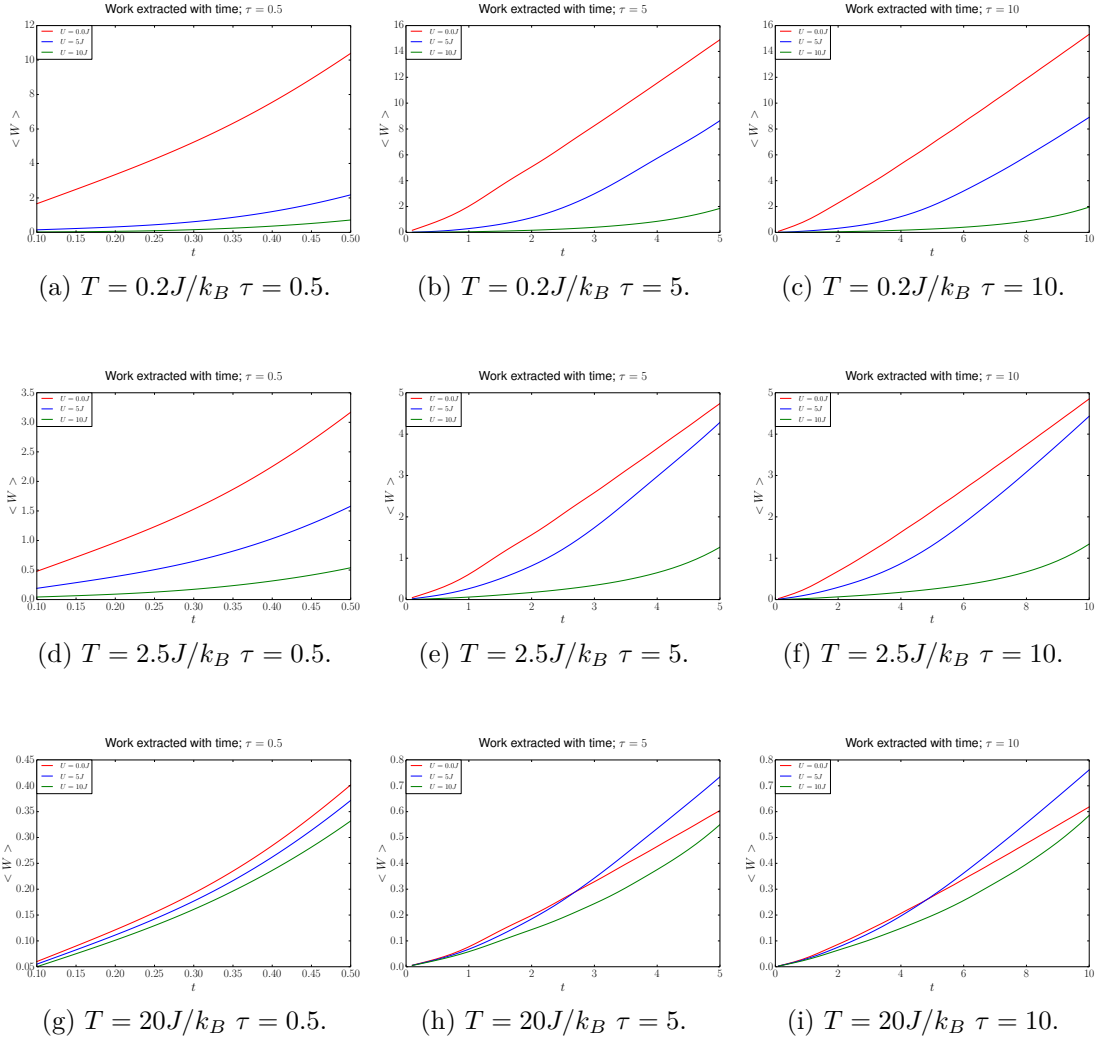 Work extracted with time; τ = 0.5
U = 0.0J
U = 5J
U = 10J
12
10
8
6
4
2
0
0.10 0.15 0.20 0.25 0.30 0.35 0.40 0.45 0.50
< W >
t
(a) T = 0.2J/k_B τ = 0.5.
Work extracted with time; τ = 5
U = 0.0J
U = 5J
U = 10J
16
14
12
10
8
6
4
2
0
0 1 2 3 4 5
< W >
t
(b) T = 0.2J/k_B τ = 5.
Work extracted with time; τ = 10
U = 0.0J
U = 5J
U = 10J
16
14
12
10
8
6
4
2
0
0 2 4 6 8 10
< W >
t
(c) T = 0.2J/k_B τ = 10.
Work extracted with time; τ = 0.5
U = 0.0J
U = 5J
U = 10J
3.5
3.0
2.5
2.0
1.5
1.0
0.5
0.0
0.10 0.15 0.20 0.25 0.30 0.35 0.40 0.45 0.50
< W >
t
(d) T = 2.5J/k_B τ = 0.5.
Work extracted with time; τ = 5
U = 0.0J
U = 5J
U = 10J
5
4
3
2
1
0
0 1 2 3 4 5
< W >
t
(e) T = 2.5J/k_B τ = 5.
Work extracted with time; τ = 10
U = 0.0J
U = 5J
U = 10J
5
4
3
2
1
0
0 2 4 6 8 10
< W >
t
(f) T = 2.5J/k_B τ = 10.
Work extracted with time; τ = 0.5
U = 0.0J
U = 5J
U = 10J
0.45
0.40
0.35
0.30
0.25
0.20
0.15
0.10
0.05
0.10 0.15 0.20 0.25 0.30 0.35 0.40 0.45 0.50
< W >
t
(g) T = 20J/k_B τ = 0.5.
Work extracted with time; τ = 5
U = 0.0J
U = 5J
U = 10J
0.8
0.7
0.6
0.5
0.4
0.3
0.2
0.1
0.0
0 1 2 3 4 5
< W >
t
(h) T = 20J/k_B τ = 5.
Work extracted with time; τ = 10
U = 0.0J
U = 5J
U = 10J
0.8
0.7
0.6
0.5
0.4
0.3
0.2
0.1
0.0
0 2 4 6 8 10
< W >
t
(i) T = 20J/k_B τ = 10.